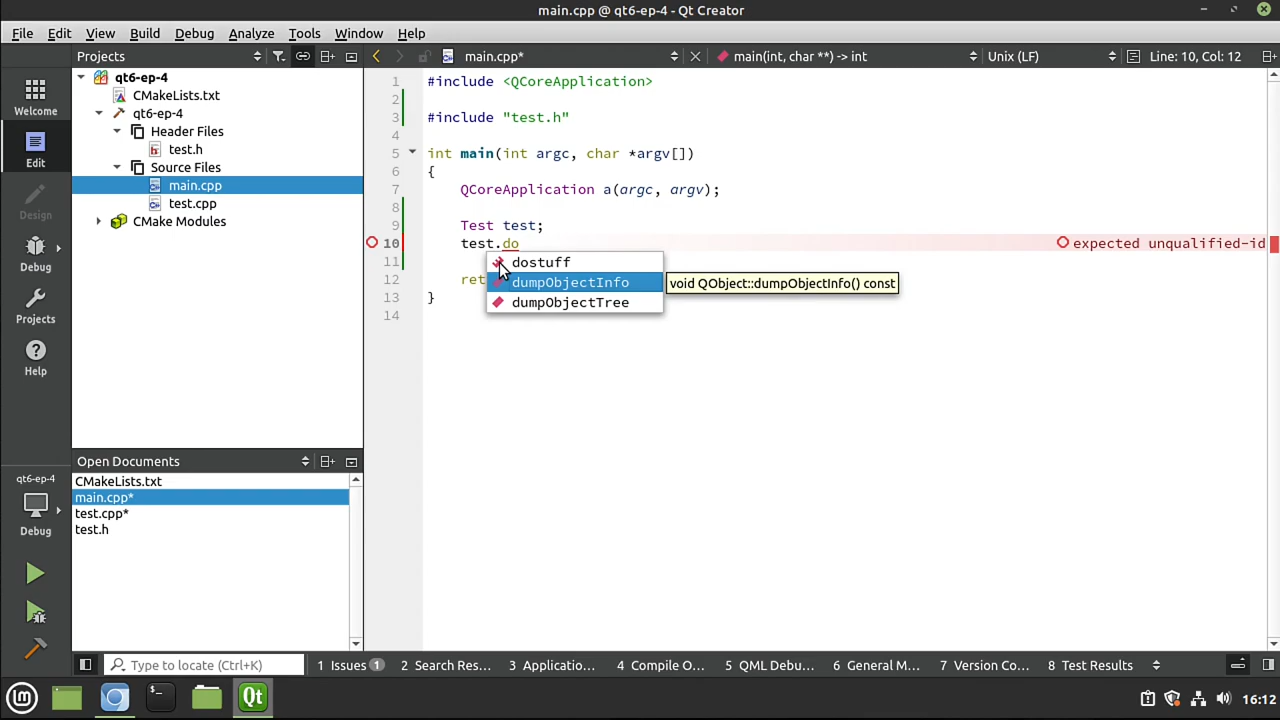 main.cpp @ qt6-ep-4 - Qt Creator
File Edit View Build Debug Analyze Tools Window Help
Projects
main.cpp*
main(int, char **) -> int
Unix (LF)
Line: 10, Col: 12
Welcome
Edit
Design
Debug
Projects
Help
qt6-ep-4
CMakeLists.txt
qt6-ep-4
Header Files
test.h
Source Files
main.cpp
test.cpp
CMake Modules
1 #include <QCoreApplication>
2
3 #include "test.h"
4
5 int main(int argc, char *argv[])
6 {
7 QCoreApplication a(argc, argv);
8
9 Test test;
10 test.do
expected unqualified-id
11
12 ret
13 }
14
dostuff
dumpObjectInfo
dumpObjectTree
void QObject::dumpObjectInfo() const
Open Documents
CMakeLists.txt
main.cpp*
test.cpp*
test.h
qt6-ep-4
Debug
Type to locate (Ctrl+K)
1 Issues 1
2 Search Res...
3 Applicatio...
4 Compile O...
5 QML Debu...
6 General M...
7 Version Co...
8 Test Results
Qt
16:12